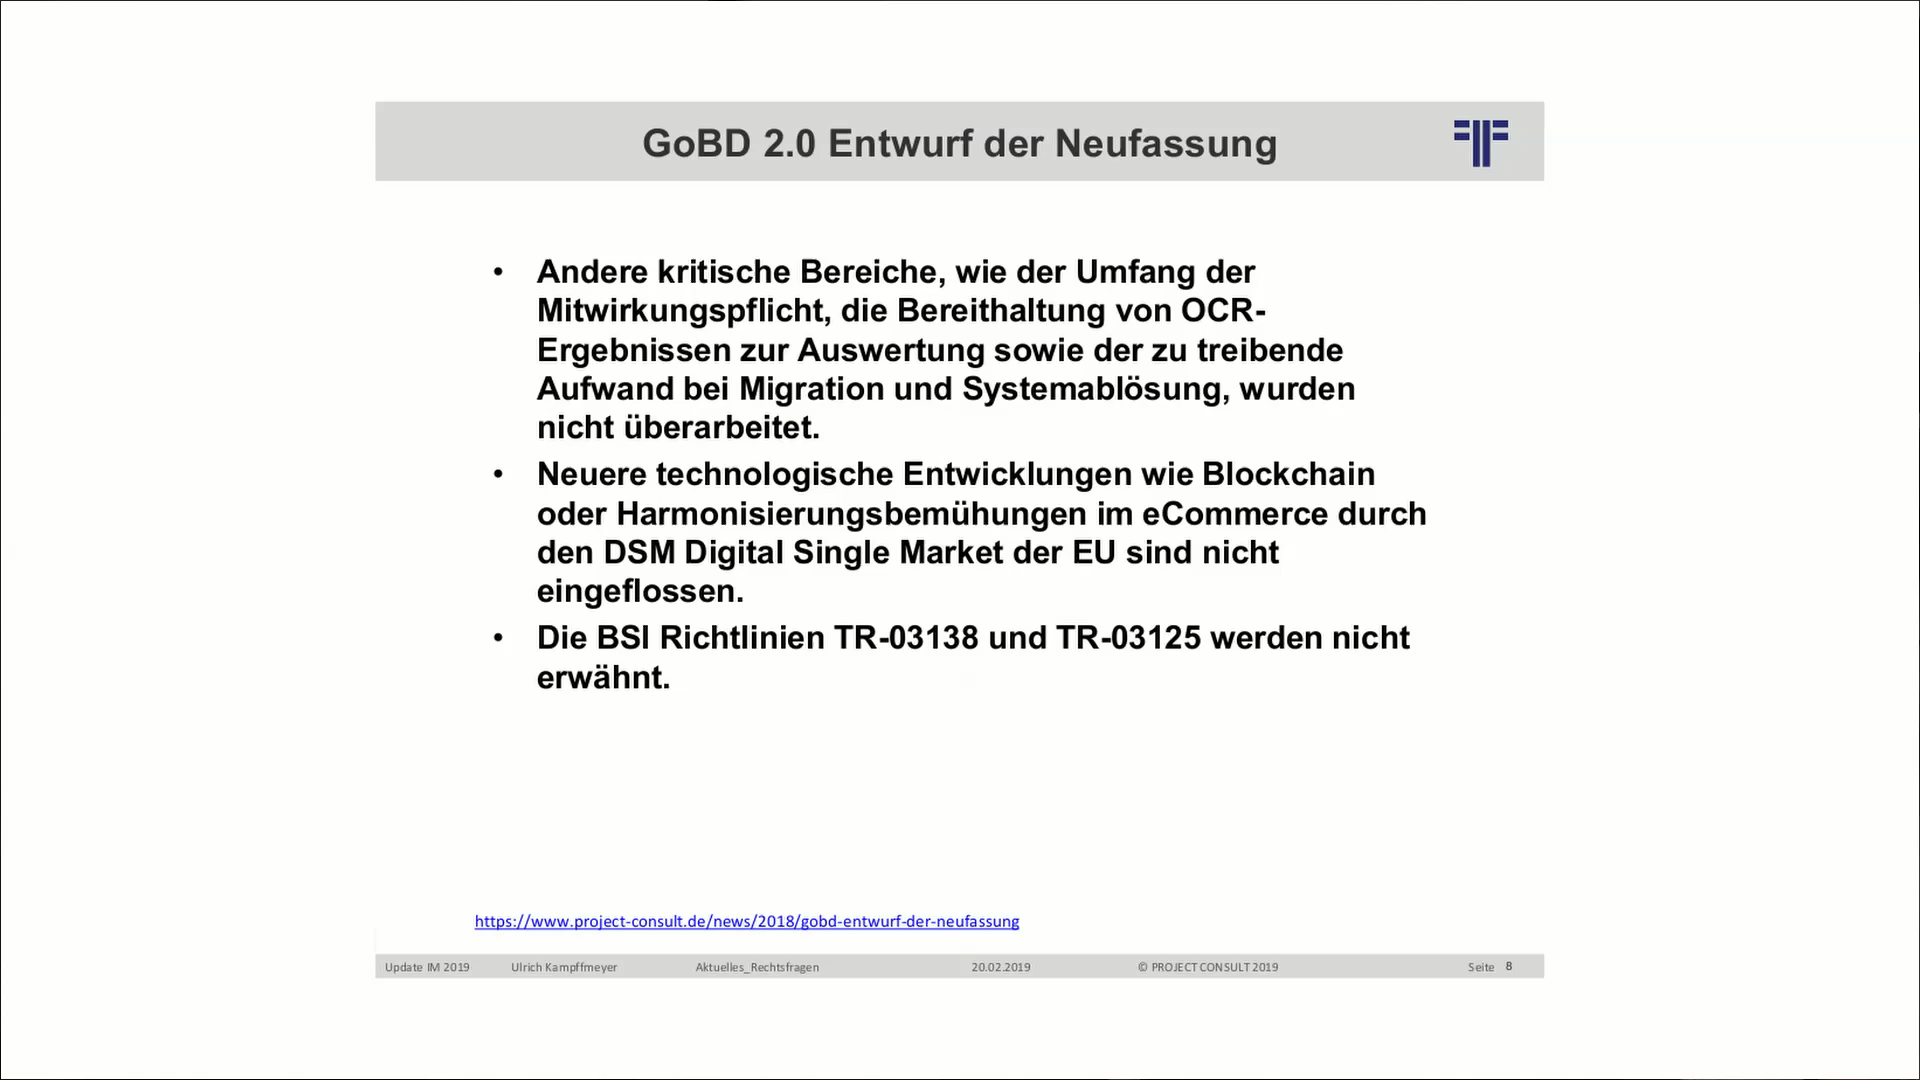 GoBD 2.0 Entwurf der Neufassung
• Andere kritische Bereiche, wie der Umfang der
Mitwirkungspflicht, die Bereithaltung von OCR-
Ergebnissen zur Auswertung sowie der zu treibende
Aufwand bei Migration und Systemablösung, wurden
nicht überarbeitet.
• Neuere technologische Entwicklungen wie Blockchain
oder Harmonisierungsbemühungen im eCommerce durch
den DSM Digital Single Market der EU sind nicht
eingeflossen.
• Die BSI Richtlinien TR-03138 und TR-03125 werden nicht
erwähnt.
https://www.project-consult.de/news/2018/gobd-entwurf-der-neufassung
Update IM 2019 Ulrich Kampffmeyer Aktuelles_Rechtsfragen 20.02.2019 © PROJECT CONSULT 2019 Seite 8